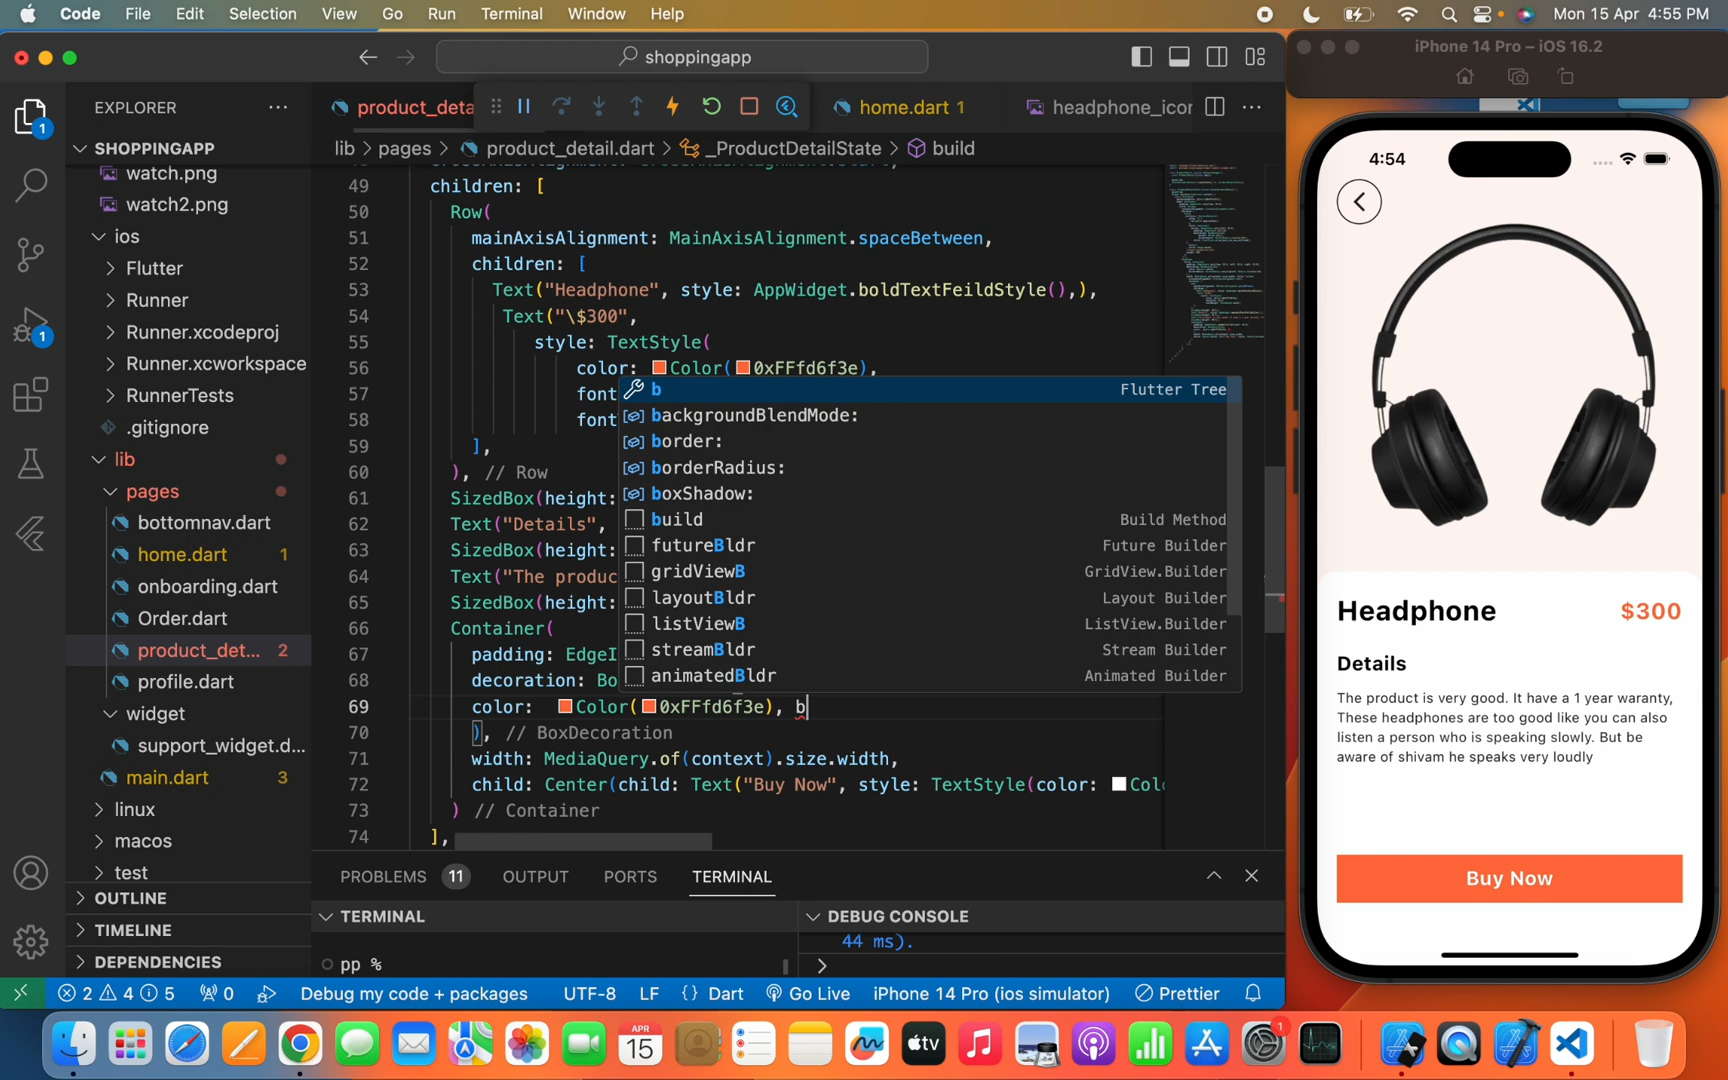 Code File Edit Selection View Go Run Terminal Window Help
Mon 15 Apr 4:55 PM
shoppingapp
iPhone 14 Pro – iOS 16.2
EXPLORER
product_deta
home.dart 1
headphone_icor
SHOPPINGAPP
lib > pages > product_detail.dart > _ProductDetailState > build
watch.png
watch2.png
ios
Flutter
Runner
Runner.xcodeproj
Runner.xcworkspace
RunnerTests
.gitignore
lib
pages
bottomnav.dart
home.dart 1
onboarding.dart
Order.dart
product_det... 2
profile.dart
widget
support_widget.d...
main.dart 3
linux
macos
test
OUTLINE
TIMELINE
DEPENDENCIES
1
1
49 children: [
50 Row(
51 mainAxisAlignment: MainAxisAlignment.spaceBetween,
52 children: [
53 Text("Headphone", style: AppWidget.boldTextFeildStyle(),),
54 Text("\$300",
55 style: TextStyle(
56 color: Color(0xFFfd6f3e),
57 font
58 font
59 ],
60 ), // Row
61 SizedBox(height:
62 Text("Details",
63 SizedBox(height:
64 Text("The produc
65 SizedBox(height:
66 Container(
67 padding: EdgeI
68 decoration: Bo
69 color: Color(0xFFfd6f3e), b
70 ), // BoxDecoration
71 width: MediaQuery.of(context).size.width,
72 child: Center(child: Text("Buy Now", style: TextStyle(color: Col
73 ) // Container
74 ],
b Flutter Tree
backgroundBlendMode:
border:
borderRadius:
boxShadow:
build Build Method
futureBldr Future Builder
gridViewB GridView.Builder
layoutBldr Layout Builder
listViewB ListView.Builder
streamBldr Stream Builder
animatedBldr Animated Builder
PROBLEMS 11 OUTPUT PORTS TERMINAL
TERMINAL
pp %
DEBUG CONSOLE
44 ms).
>
2 4 5 0 Debug my code + packages UTF-8 LF {} Dart Go Live iPhone 14 Pro (ios simulator) Prettier
4:54
Headphone $300
Details
The product is very good. It have a 1 year waranty,
These headphones are too good like you can also
listen a person who is speaking slowly. But be
aware of shivam he speaks very loudly
Buy Now
APR
15
tv
1